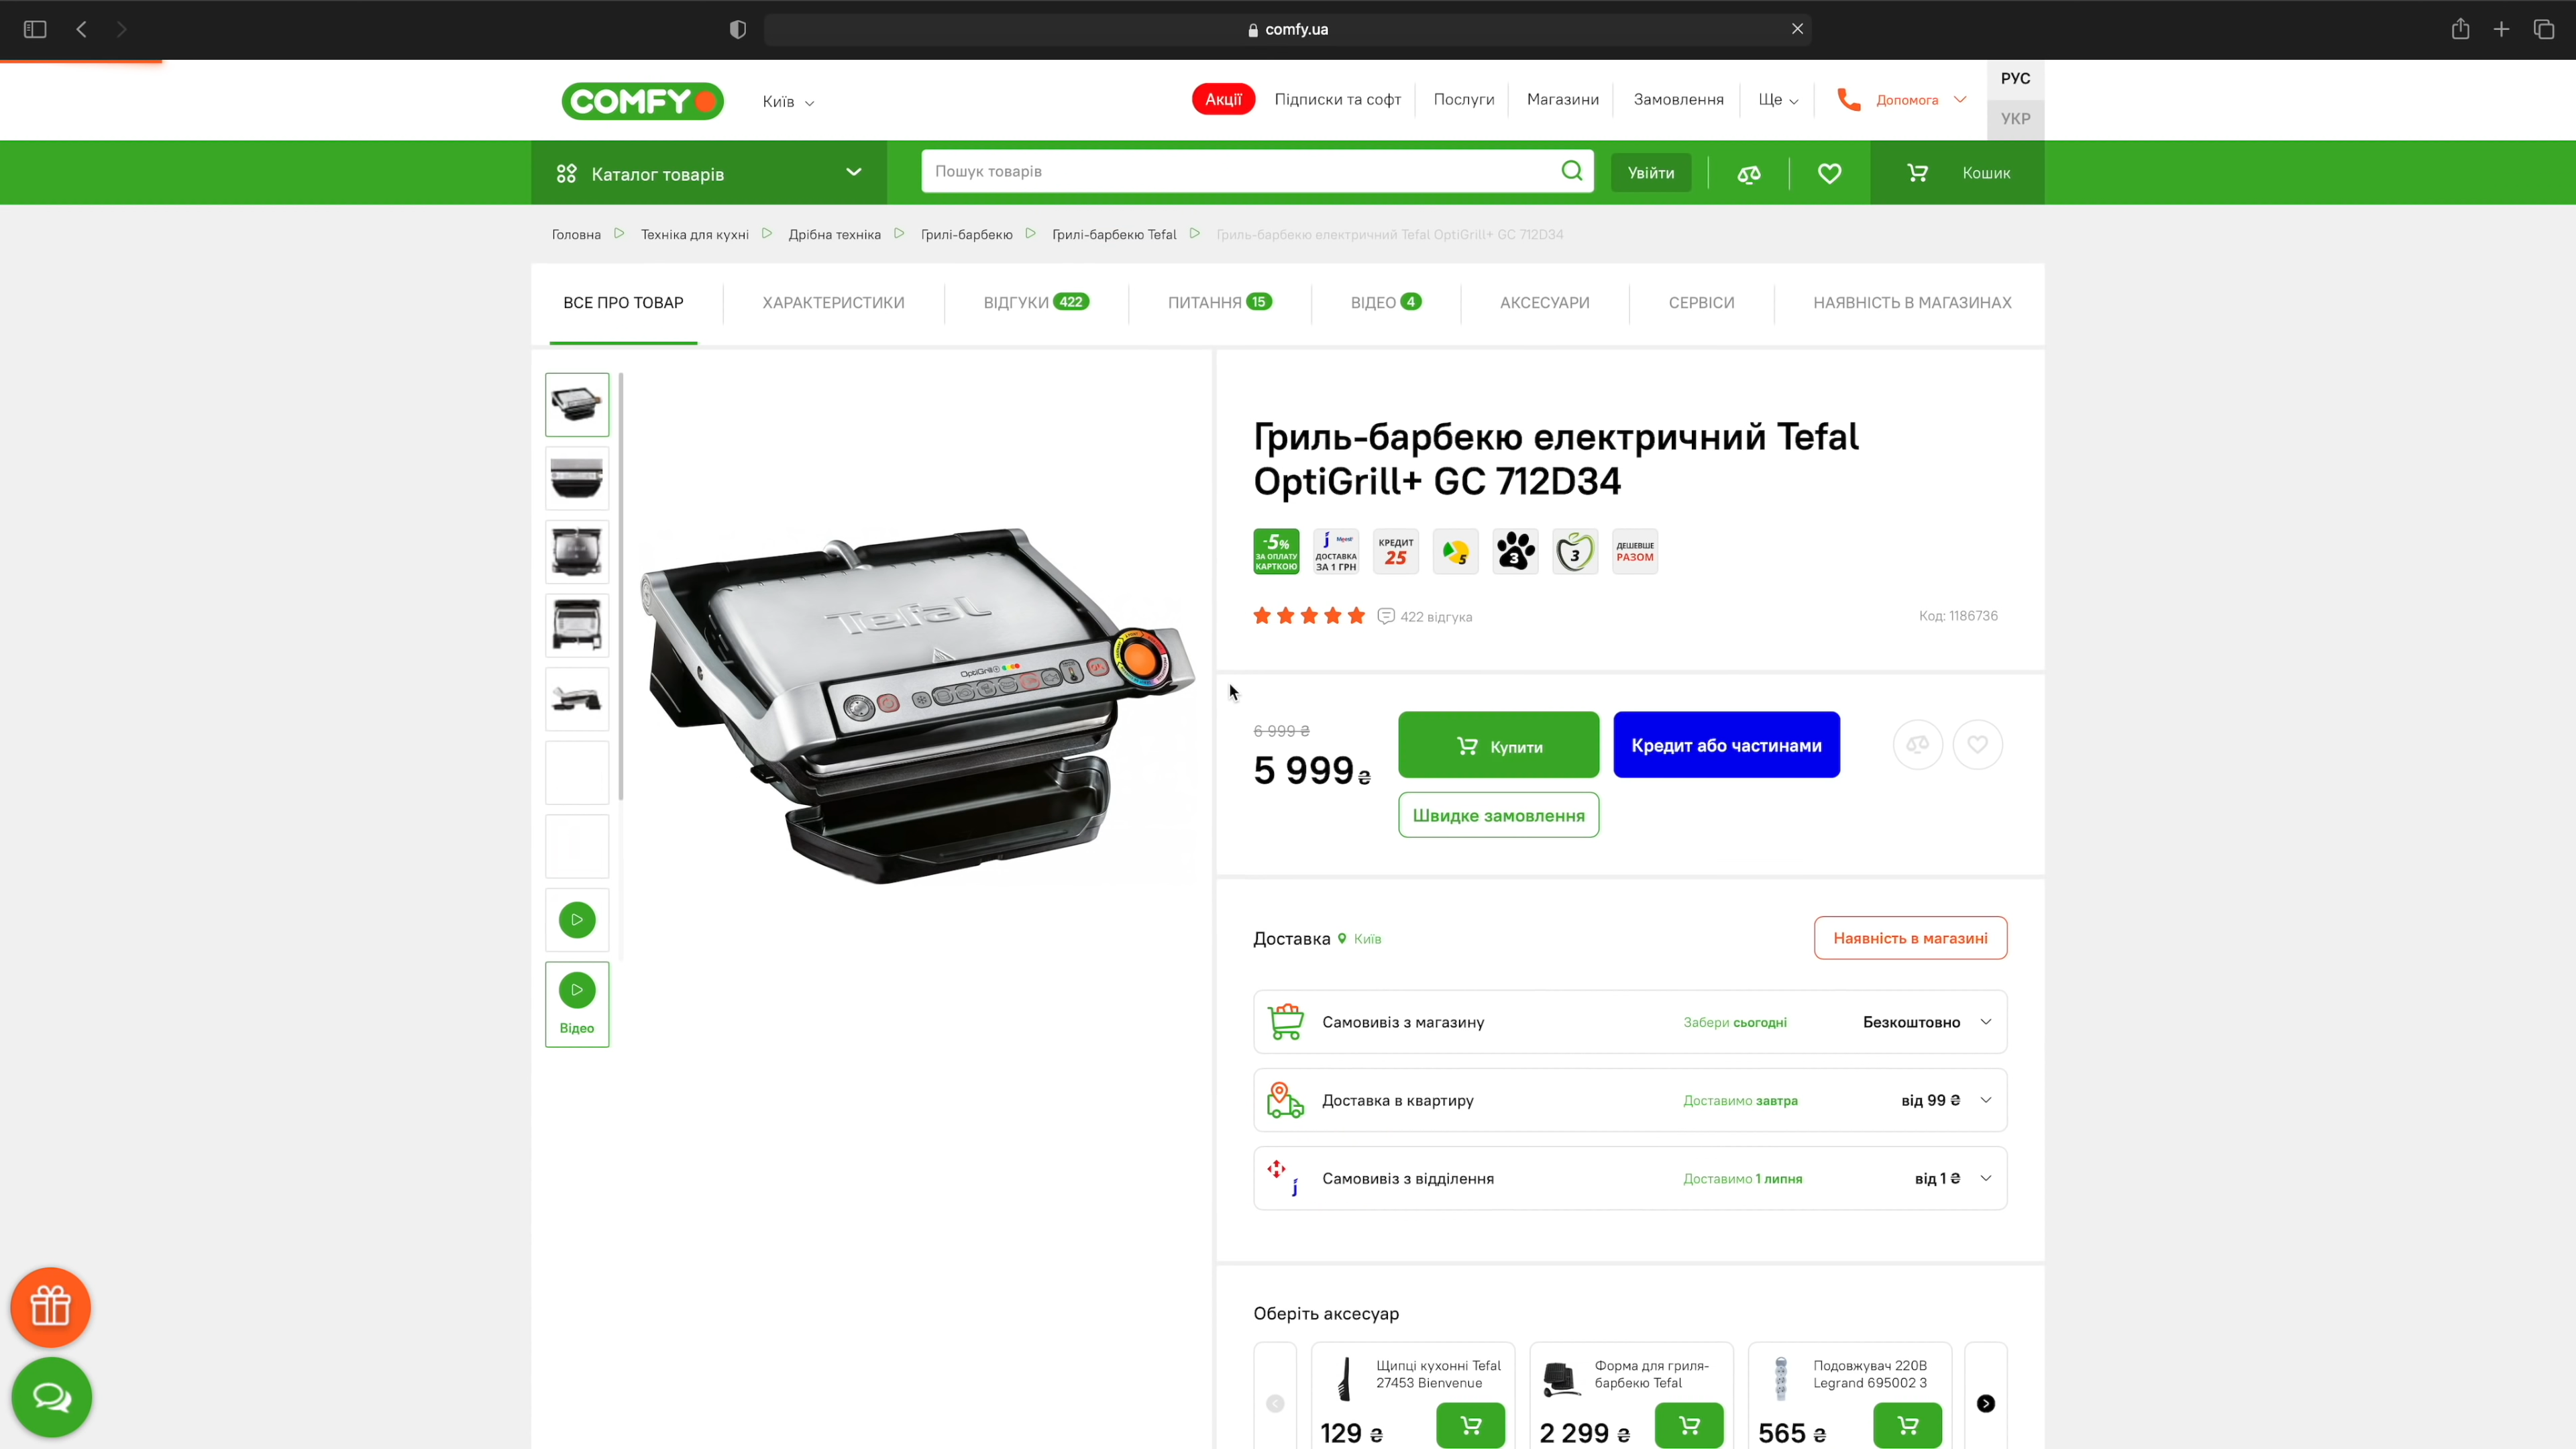 comfy.ua
COMFY
Київ
Акції
Підписки та софт
Послуги
Магазини
Замовлення
Ще
Допомога
РУС
УКР
Каталог товарів
Пошук товарів
Увійти
Кошик
Головна
Техніка для кухні
Дрібна техніка
Грилі-барбекю
Грилі-барбекю Tefal
Гриль-барбекю електричний Tefal OptiGrill+ GC 712D34
ВСЕ ПРО ТОВАР
ХАРАКТЕРИСТИКИ
ВІДГУКИ 422
ПИТАННЯ 15
ВІДЕО 4
АКСЕСУАРИ
СЕРВІСИ
НАЯВНІСТЬ В МАГАЗИНАХ
Tefal
OptiGrill+
Відео
Гриль-барбекю електричний Tefal
OptiGrill+ GC 712D34
-5%
ЗА ОПЛАТУ
КАРТКОЮ
Meest
ДОСТАВКА
ЗА 1 ГРН
КРЕДИТ
25
5
3
3
ДЕШЕВШЕ
РАЗОМ
422 відгука
Код: 1186736
6 999 ₴
5 999 ₴
Купити
Кредит або частинами
Швидке замовлення
Доставка Київ
Наявність в магазині
Самовивіз з магазину Забери сьогодні Безкоштовно
Доставка в квартиру Доставимо завтра від 99 ₴
Самовивіз з відділення Доставимо 1 липня від 1 ₴
Оберіть аксесуар
Щипці кухонні Tefal
27453 Bienvenue
129 ₴
Форма для гриля-
барбекю Tefal
2 299 ₴
Подовжувач 220В
Legrand 695002 3
565 ₴